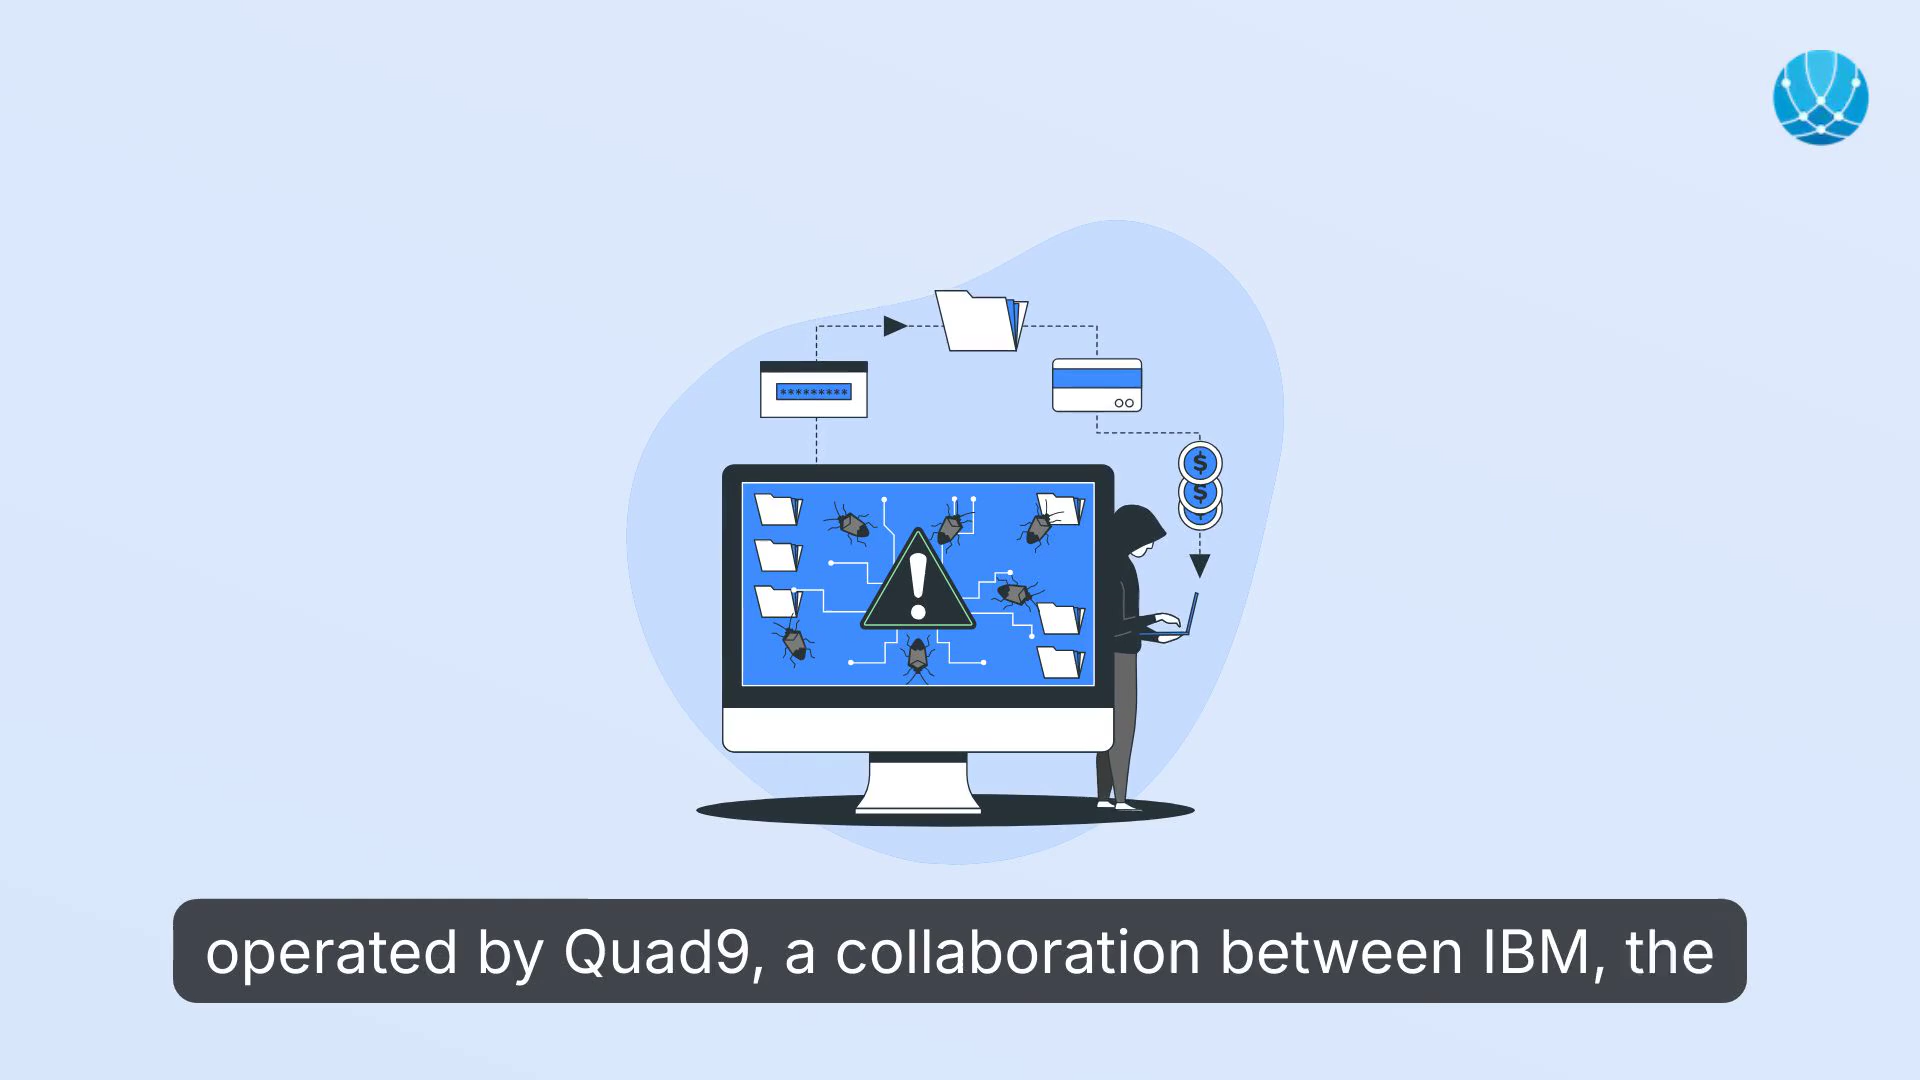 *********
$
$
operated by Quad9, a collaboration between IBM, the